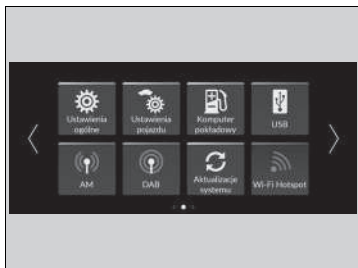 Ustawienia
ogólne
Ustawienia
pojazdu
Komputer
pokładowy
USB
AM
DAB
Aktualizacje
systemu
Wi-Fi Hotspot